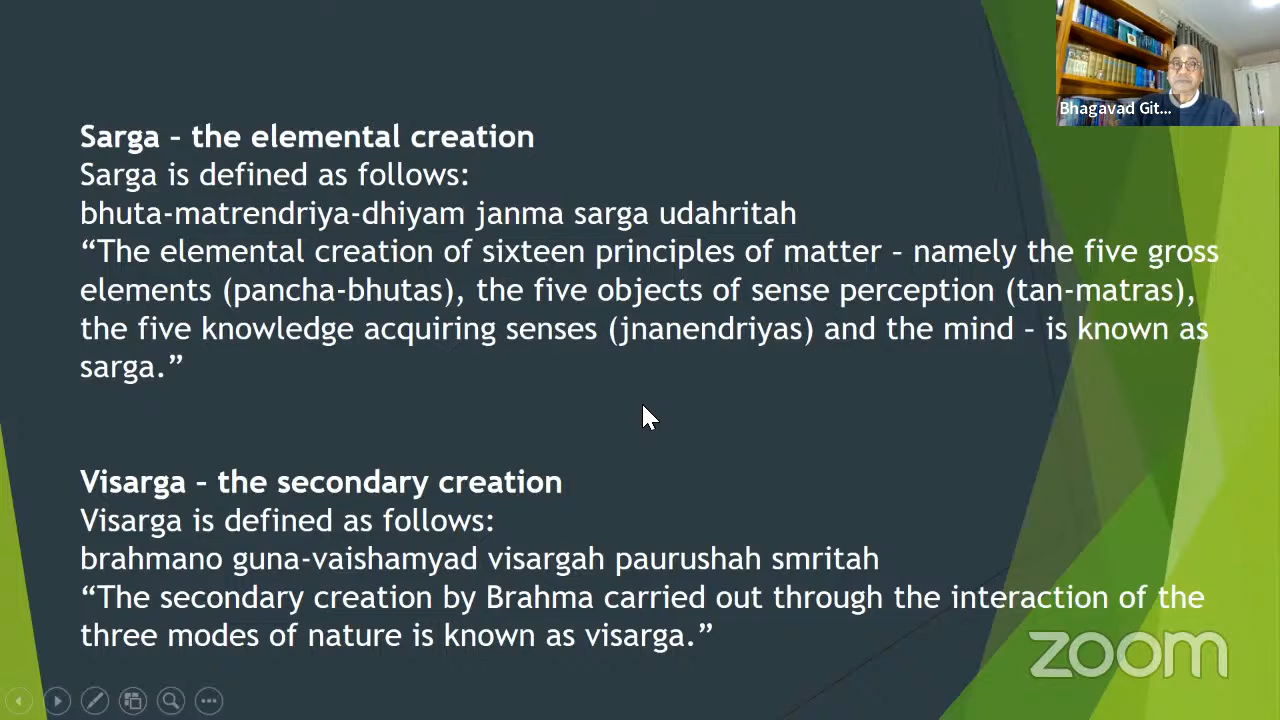 Bhagavad Git...
Sarga – the elemental creation
Sarga is defined as follows:
bhuta-matrendriya-dhiyam janma sarga udahritah
“The elemental creation of sixteen principles of matter – namely the five gross
elements (pancha-bhutas), the five objects of sense perception (tan-matras),
the five knowledge acquiring senses (jnanendriyas) and the mind – is known as
sarga.”
Visarga – the secondary creation
Visarga is defined as follows:
brahmano guna-vaishamyad visargah paurushah smritah
“The secondary creation by Brahma carried out through the interaction of the
three modes of nature is known as visarga.”
zoom